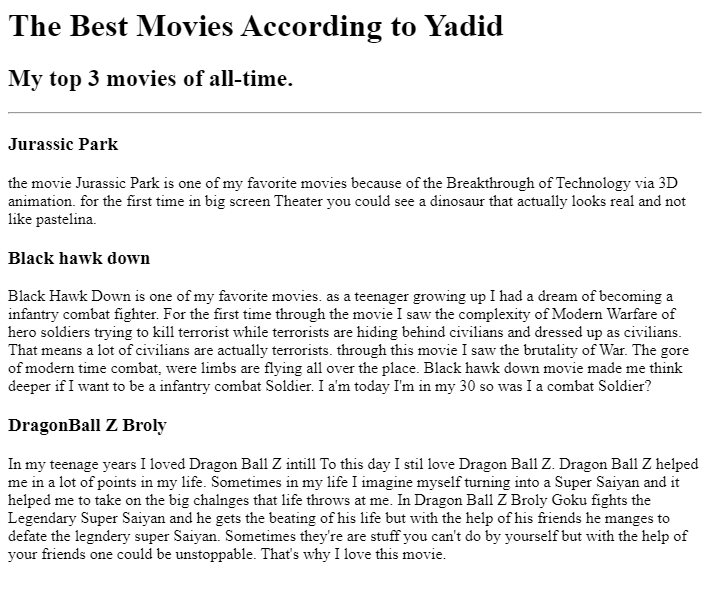 The Best Movies According to Yadid
My top 3 movies of all-time.
Jurassic Park
the movie Jurassic Park is one of my favorite movies because of the Breakthrough of Technology via 3D
animation. for the first time in big screen Theater you could see a dinosaur that actually looks real and not
like pastelina.
Black hawk down
Black Hawk Down is one of my favorite movies. as a teenager growing up I had a dream of becoming a
infantry combat fighter. For the first time through the movie I saw the complexity of Modern Warfare of
hero soldiers trying to kill terrorist while terrorists are hiding behind civilians and dressed up as civilians.
That means a lot of civilians are actually terrorists. through this movie I saw the brutality of War. The gore
of modern time combat, were limbs are flying all over the place. Black hawk down movie made me think
deeper if I want to be a infantry combat Soldier. I a'm today I'm in my 30 so was I a combat Soldier?
DragonBall Z Broly
In my teenage years I loved Dragon Ball Z intill To this day I stil love Dragon Ball Z. Dragon Ball Z helped
me in a lot of points in my life. Sometimes in my life I imagine myself turning into a Super Saiyan and it
helped me to take on the big chalnges that life throws at me. In Dragon Ball Z Broly Goku fights the
Legendary Super Saiyan and he gets the beating of his life but with the help of his friends he manges to
defate the legndery super Saiyan. Sometimes they're are stuff you can't do by yourself but with the help of
your friends one could be unstoppable. That's why I love this movie.